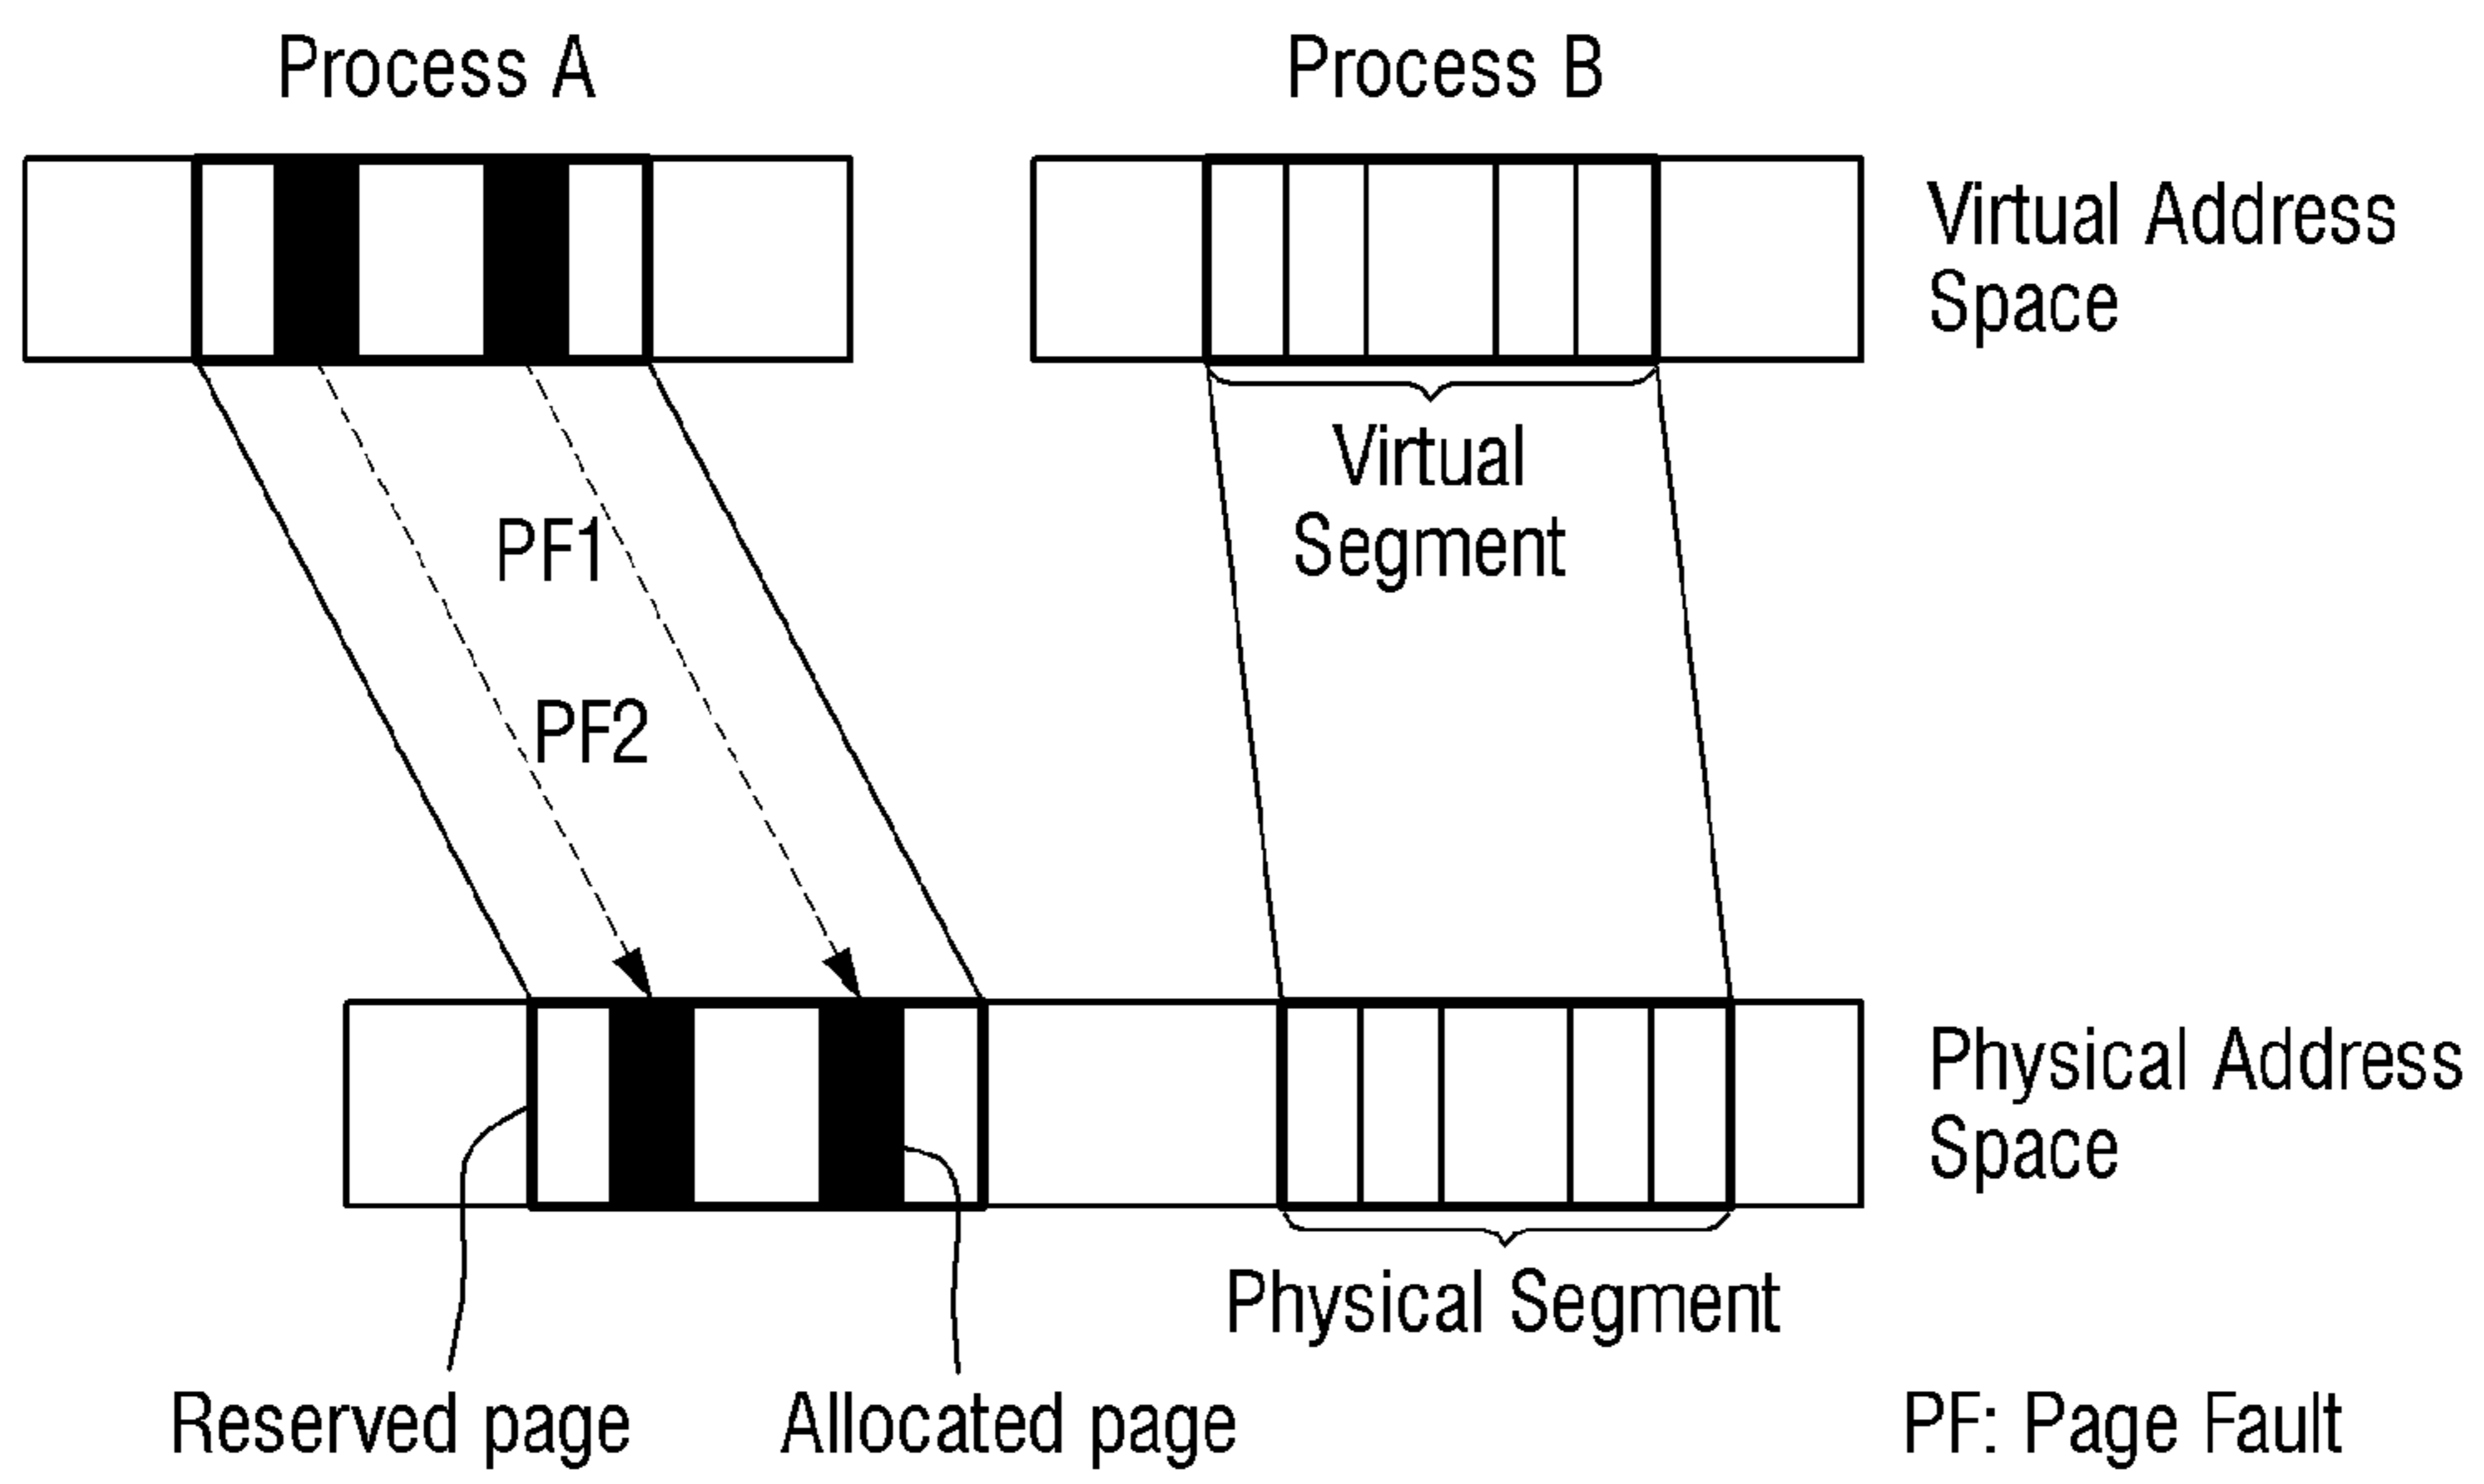 Process A
Process B
Virtual Address
Space
Virtual
Segment
PF1
PF2
Physical Address
Space
Physical Segment
Reserved page
Allocated page
PF: Page Fault